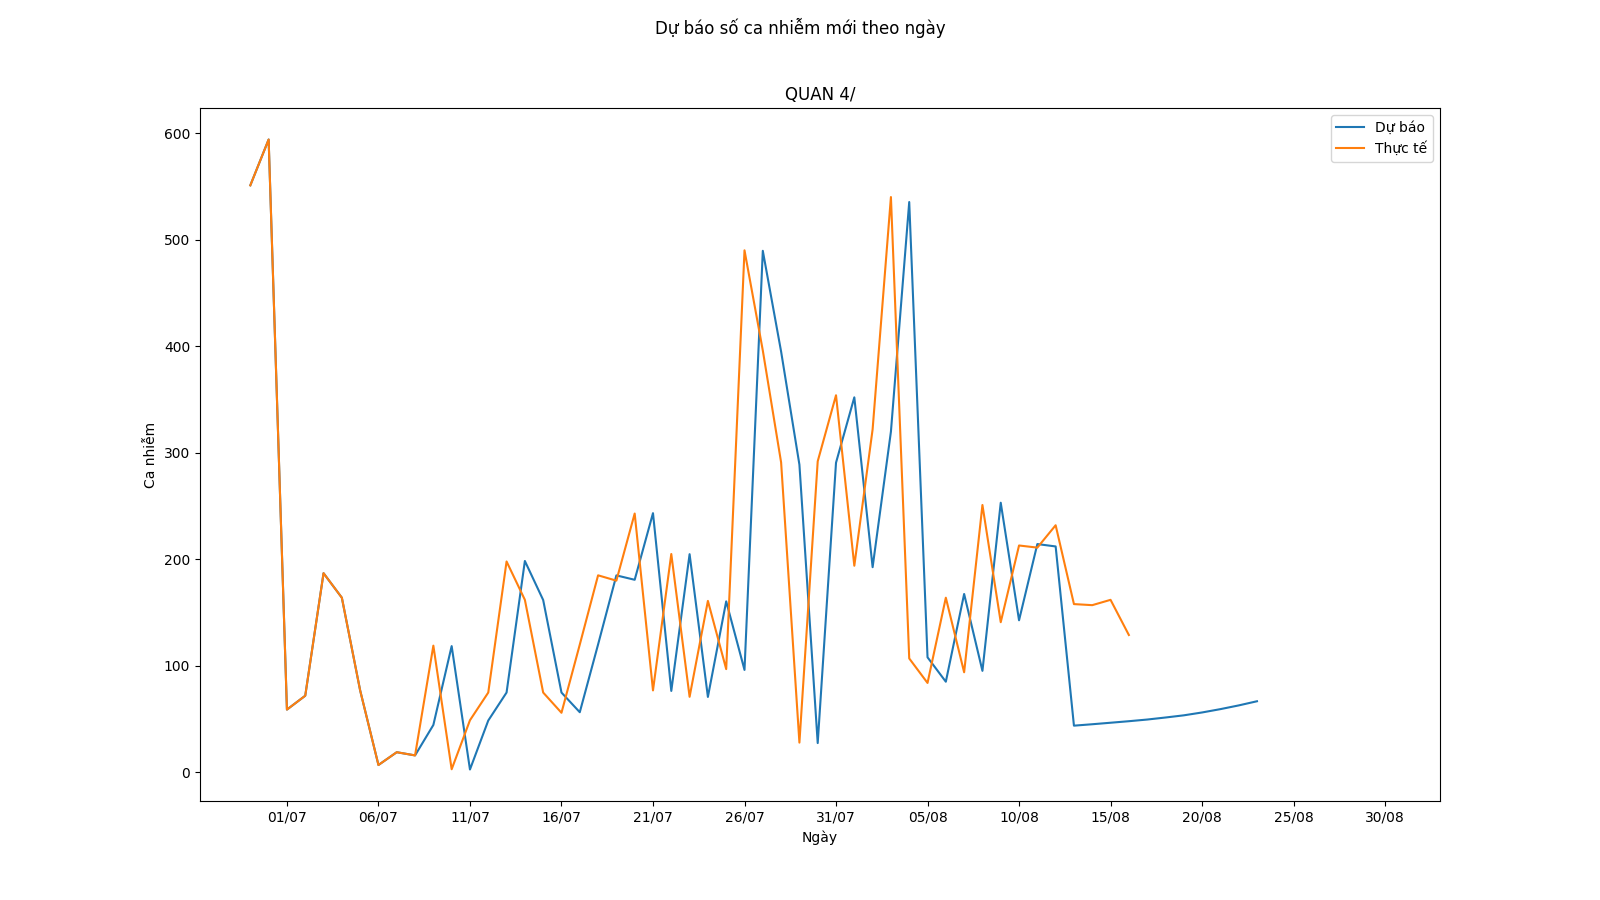 Dự báo số ca nhiễm mới theo ngày
QUAN 4/
Dự báo
Thực tế
600
500
400
300
200
100
0
Ca nhiễm
01/07 06/07 11/07 16/07 21/07 26/07 31/07 05/08 10/08 15/08 20/08 25/08 30/08
Ngày